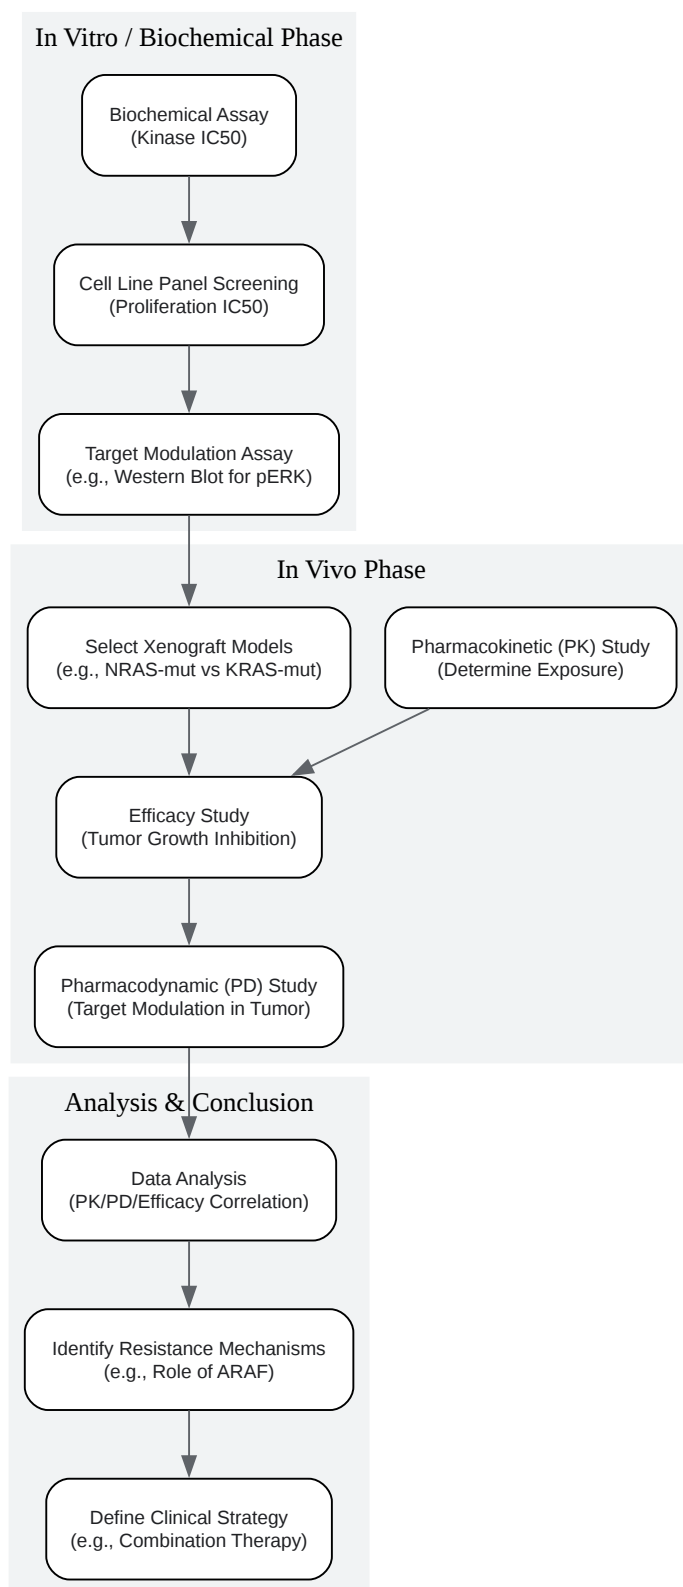 In Vitro / Biochemical Phase
Biochemical Assay
(Kinase IC50)
Cell Line Panel Screening
(Proliferation IC50)
Target Modulation Assay
(e.g., Western Blot for pERK)
In Vivo Phase
Select Xenograft Models
(e.g., NRAS-mut vs KRAS-mut)
Pharmacokinetic (PK) Study
(Determine Exposure)
Efficacy Study
(Tumor Growth Inhibition)
Pharmacodynamic (PD) Study
(Target Modulation in Tumor)
Analysis & Conclusion
Data Analysis
(PK/PD/Efficacy Correlation)
Identify Resistance Mechanisms
(e.g., Role of ARAF)
Define Clinical Strategy
(e.g., Combination Therapy)